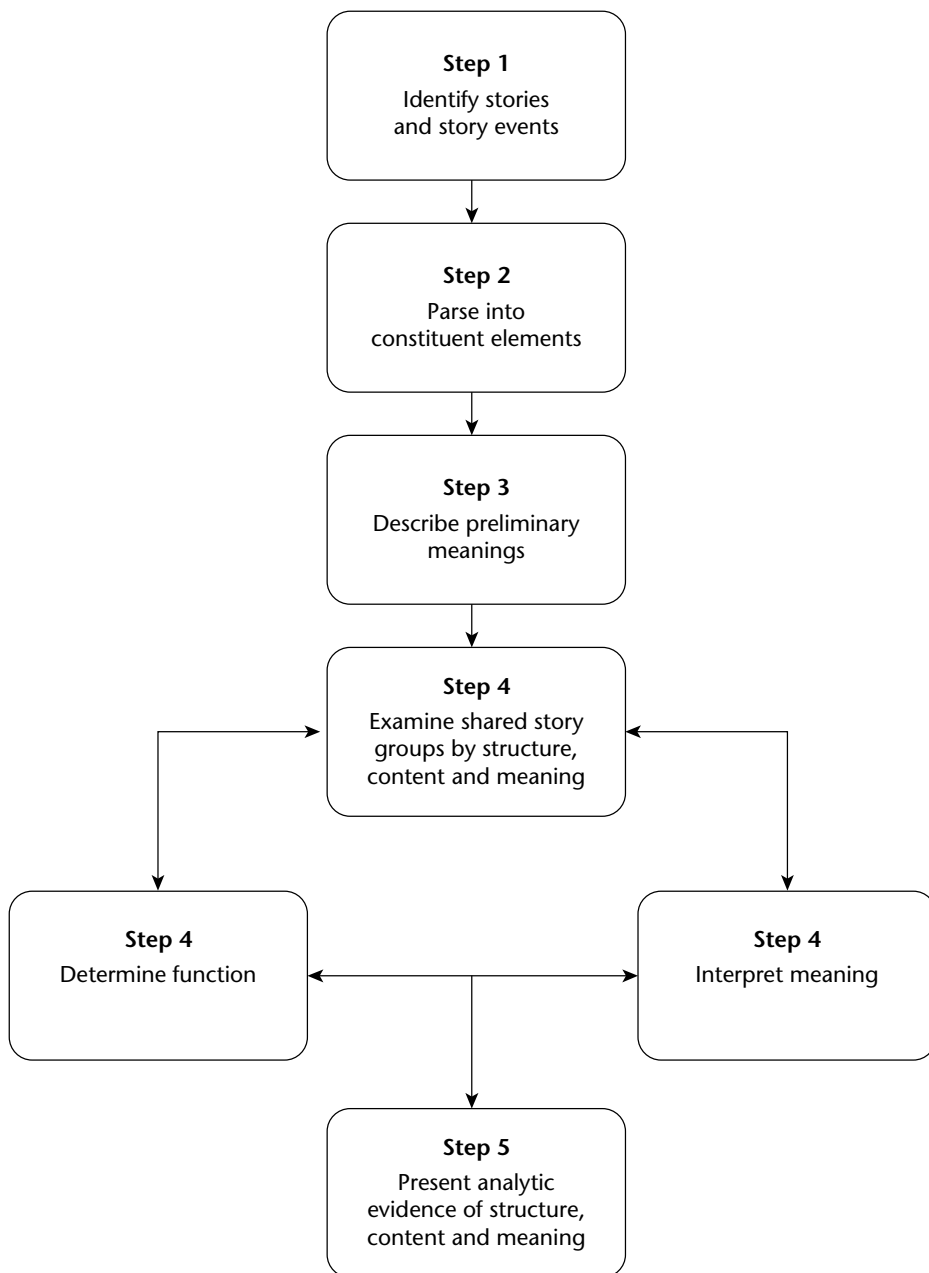 Step 1
Identify stories
and story events
Step 2
Parse into
constituent elements
Step 3
Describe preliminary
meanings
Step 4
Examine shared story
groups by structure,
content and meaning
Step 4
Determine function
Step 4
Interpret meaning
Step 5
Present analytic
evidence of structure,
content and meaning